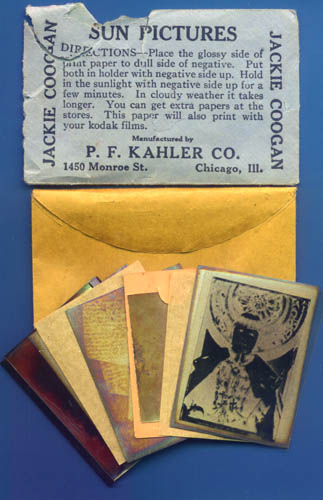 SUN PICTURES
DIRECTIONS—Place the glossy side of
print paper to dull side of negative. Put
both in holder with negative side up. Hold
in the sunlight with negative side up for a
few minutes. In cloudy weather it takes
longer. You can get extra papers at the
stores. This paper will also print with
your kodak films.
Manufactured by
P. F. KAHLER CO.
1450 Monroe St. Chicago, Ill.
JACKIE COOGAN
JACKIE COOGAN